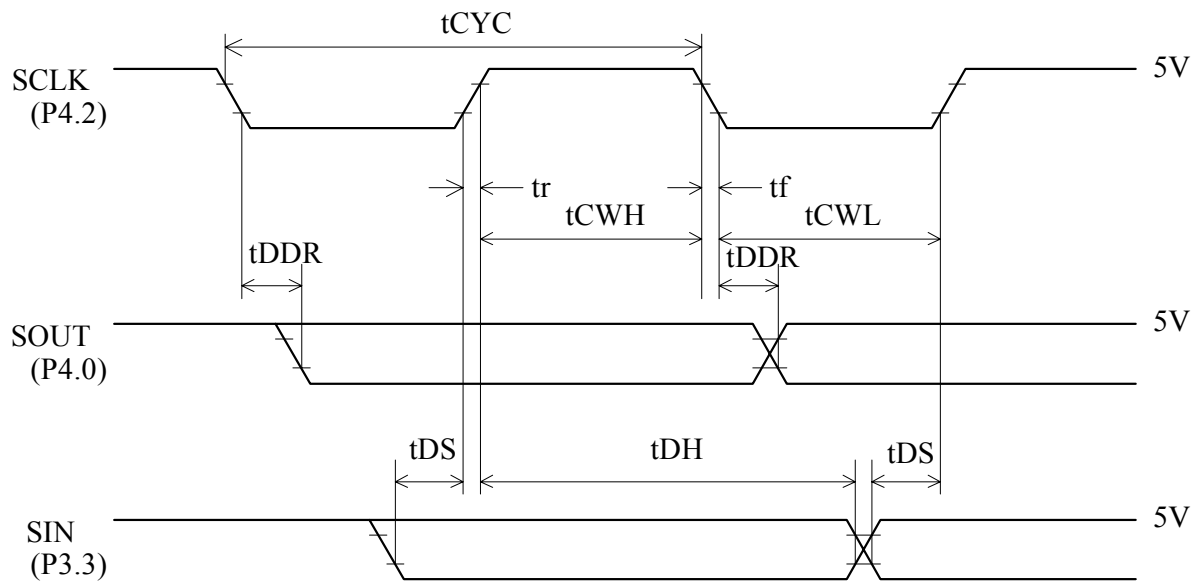 tCYC
SCLK
(P4.2)
5V
tr
tf
tCWH
tCWL
tDDR
tDDR
SOUT
(P4.0)
5V
tDS
tDH
tDS
SIN
(P3.3)
5V